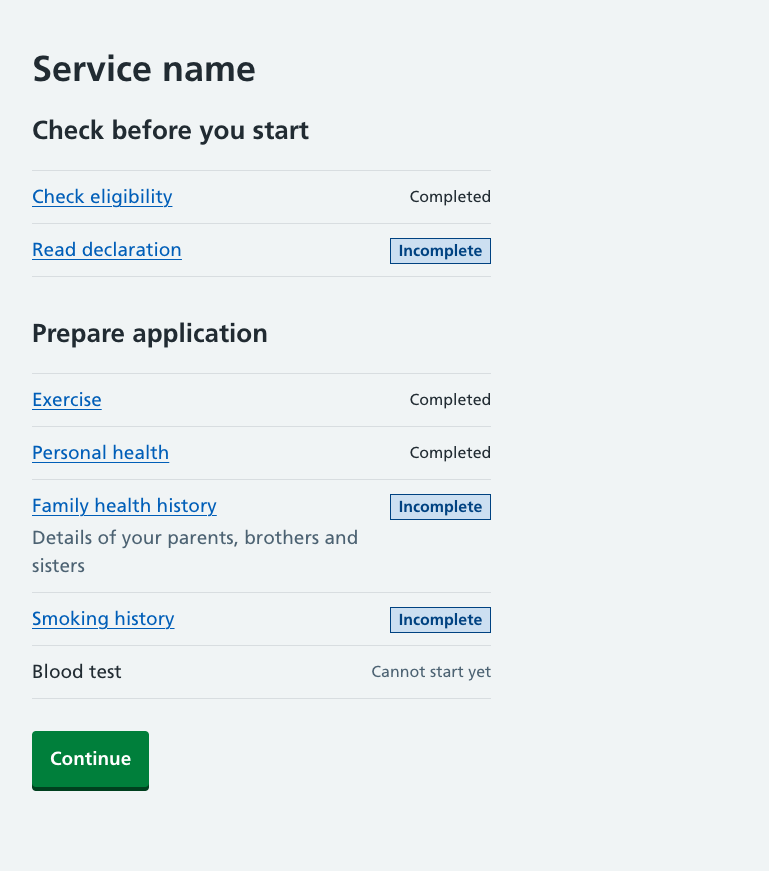 Service name
Check before you start
Check eligibility Completed
Read declaration Incomplete
Prepare application
Exercise Completed
Personal health Completed
Family health history Incomplete
Details of your parents, brothers and
sisters
Smoking history Incomplete
Blood test Cannot start yet
Continue